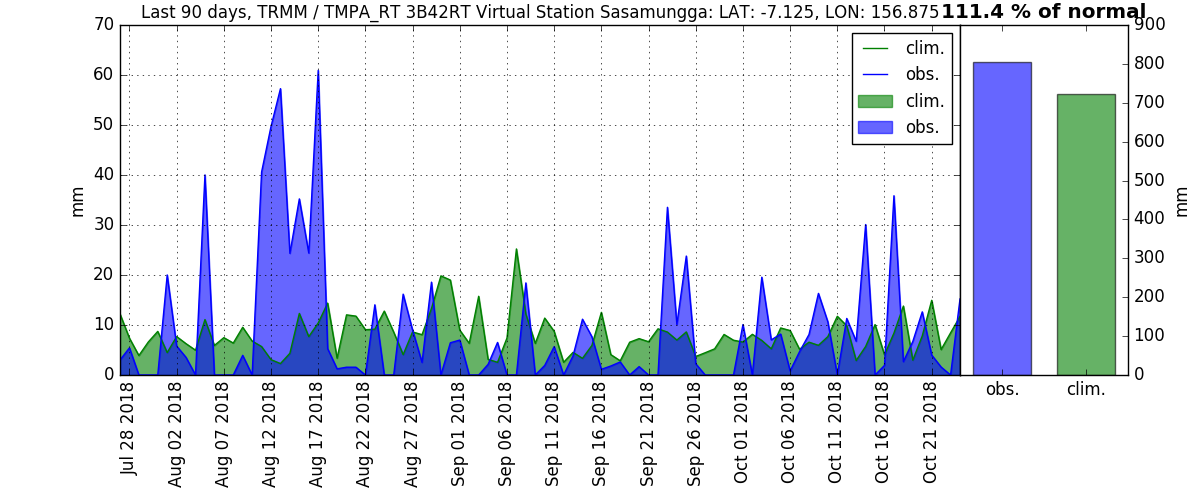 Last 90 days, TRMM / TMPA_RT 3B42RT Virtual Station Sasamungga: LAT: -7.125, LON: 156.875
111.4 % of normal
70
60
50
40
30
20
10
0
mm
clim.
obs.
clim.
obs.
Jul 28 2018
Aug 02 2018
Aug 07 2018
Aug 12 2018
Aug 17 2018
Aug 22 2018
Aug 27 2018
Sep 01 2018
Sep 06 2018
Sep 11 2018
Sep 16 2018
Sep 21 2018
Sep 26 2018
Oct 01 2018
Oct 06 2018
Oct 11 2018
Oct 16 2018
Oct 21 2018
900
800
700
600
500
400
300
200
100
0
mm
obs.
clim.